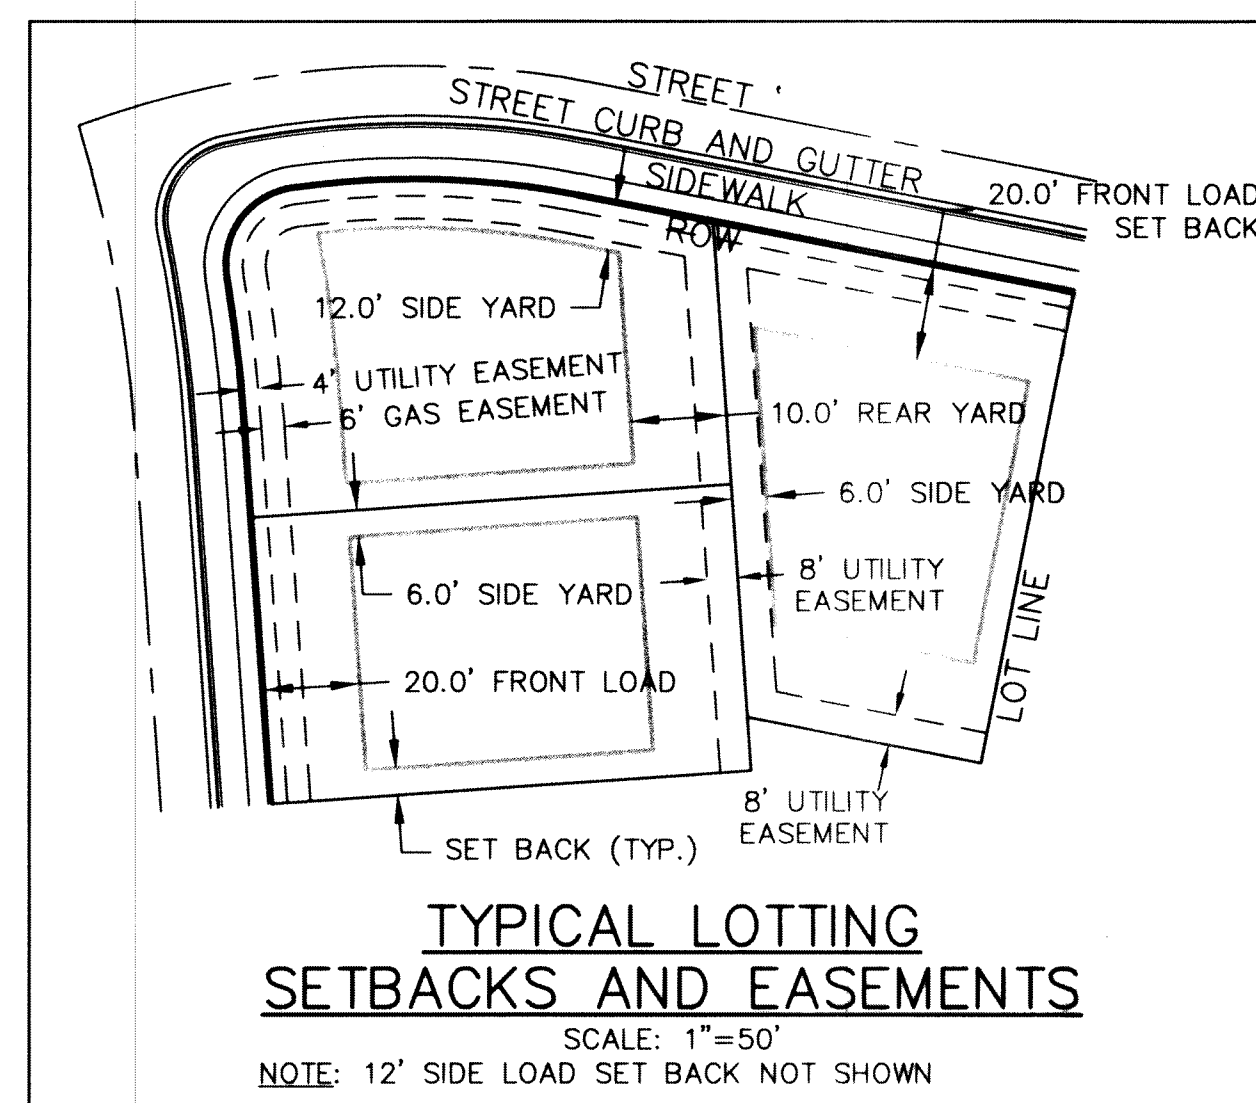 STREET
STREET CURB AND GUTTER
SIDEWALK
ROW
20.0' FRONT LOAD
SET BACK
12.0' SIDE YARD
4' UTILITY EASEMENT
6' GAS EASEMENT
10.0' REAR YARD
6.0' SIDE YARD
8' UTILITY
EASEMENT
6.0' SIDE YARD
20.0' FRONT LOAD
LOT LINE
8' UTILITY
EASEMENT
SET BACK (TYP.)
TYPICAL LOTTING
SETBACKS AND EASEMENTS
SCALE: 1"=50'
NOTE: 12' SIDE LOAD SET BACK NOT SHOWN